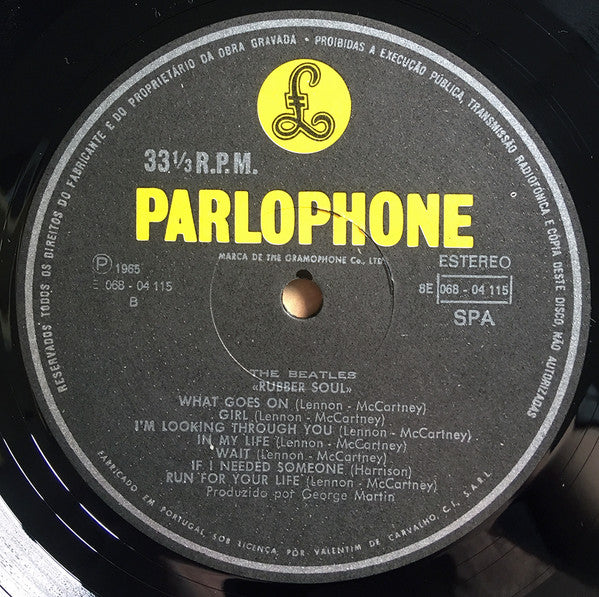 RESERVADOS TODOS OS DIREITOS DO FABRICANTE E DO PROPRIETÁRIO DA OBRA GRAVADA • PROIBIDAS A EXECUÇÃO PÚBLICA, TRANSMISSÃO RADIOFÓNICA E CÓPIA DESTE DISCO, NÃO AUTORIZADAS
£
33⅓ R.P.M.
PARLOPHONE
MARCA DE THE GRAMOPHONE Co., LTD
Ⓟ 1965
E 068 - 04 115
B
ESTEREO
8E 068 - 04 115
SPA
THE BEATLES
«RUBBER SOUL»
WHAT GOES ON (Lennon - McCartney)
GIRL (Lennon - McCartney)
I'M LOOKING THROUGH YOU (Lennon - McCartney)
IN MY LIFE (Lennon - McCartney)
WAIT (Lennon - McCartney)
IF I NEEDED SOMEONE (Harrison)
RUN FOR YOUR LIFE (Lennon - McCartney)
Produzido por George Martin
FABRICADO EM PORTUGAL, SOB LICENÇA, POR VALENTIM DE CARVALHO, C.I. S.A.R.L.